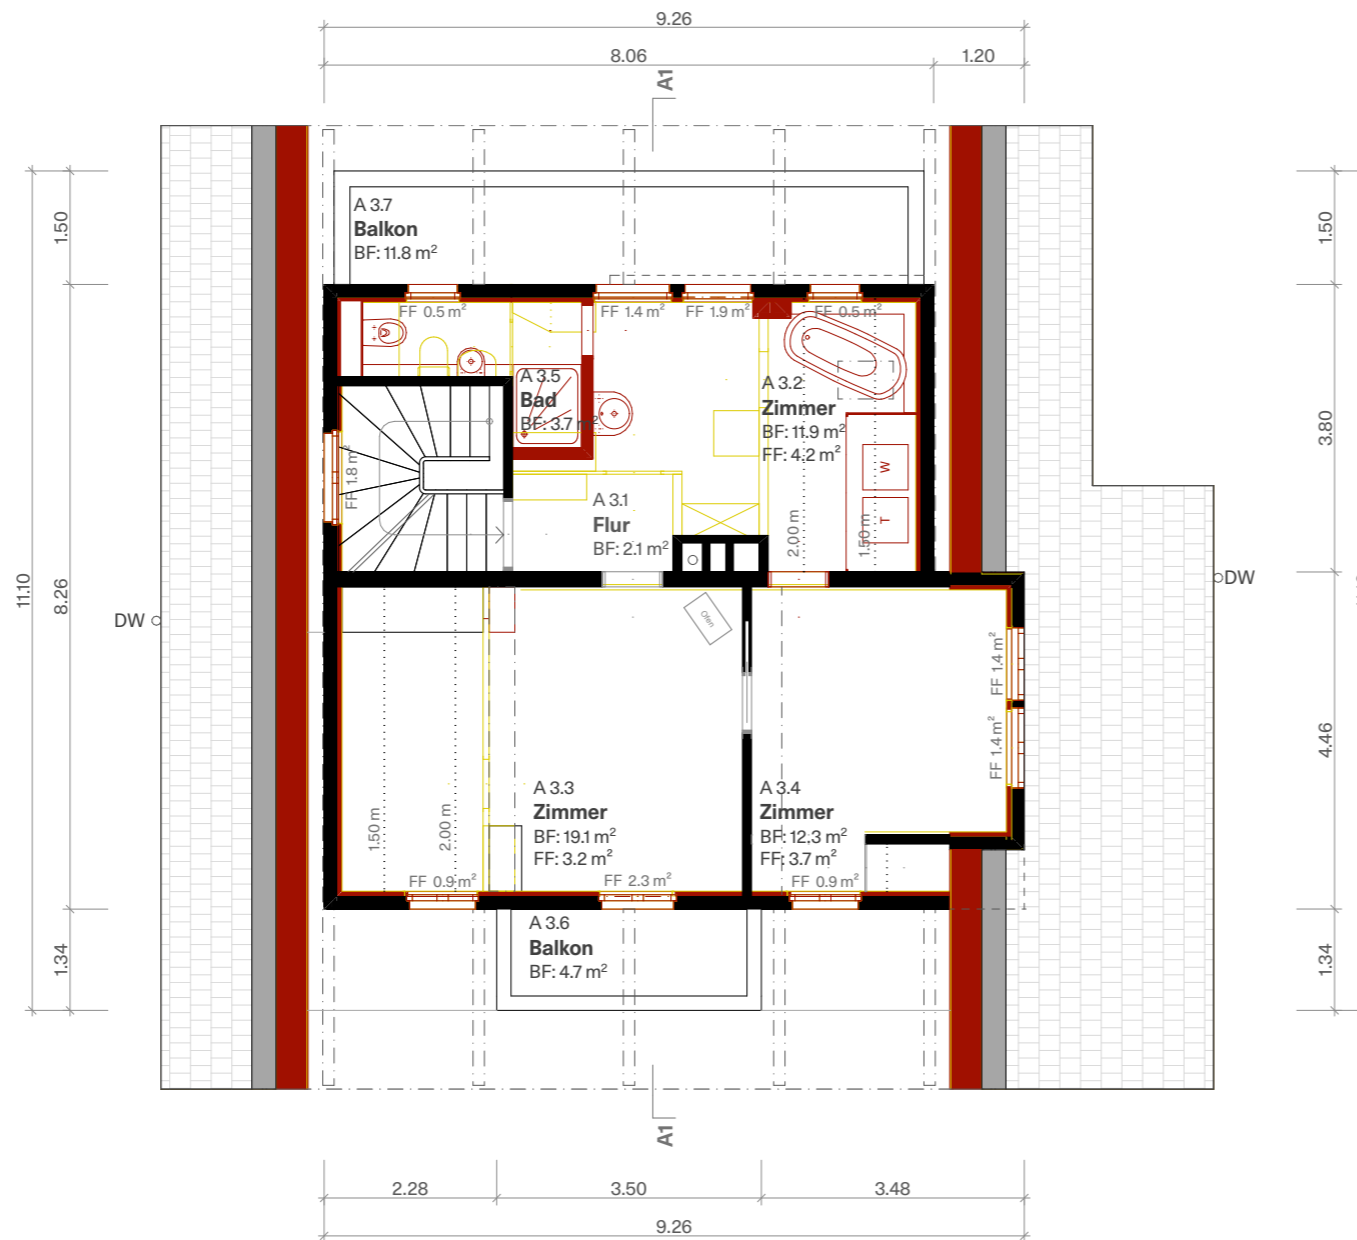 9.26
8.06
1.20
A1
1.50
1.50
A 3.7
Balkon
BF: 11.8 m²
FF 0.5 m²
FF 1.4 m²
FF 1.9 m²
FF 0.5 m²
A 3.5
Bad
BF: 3.7 m²
A 3.2
Zimmer
BF: 11.9 m²
FF: 4.2 m²
3.80
FF 1.8 m²
W
T
A 3.1
Flur
BF: 2.1 m²
2.00 m
1.50 m
11.10
8.26
DW
DW
Ofen
FF 1.4 m²
FF 1.4 m²
4.46
A 3.3
Zimmer
BF: 19.1 m²
FF: 3.2 m²
A 3.4
Zimmer
BF: 12.3 m²
FF: 3.7 m²
1.50 m
2.00 m
FF 0.9 m²
FF 2.3 m²
FF 0.9 m²
A 3.6
Balkon
BF: 4.7 m²
1.34
1.34
A1
2.28
3.50
3.48
9.26